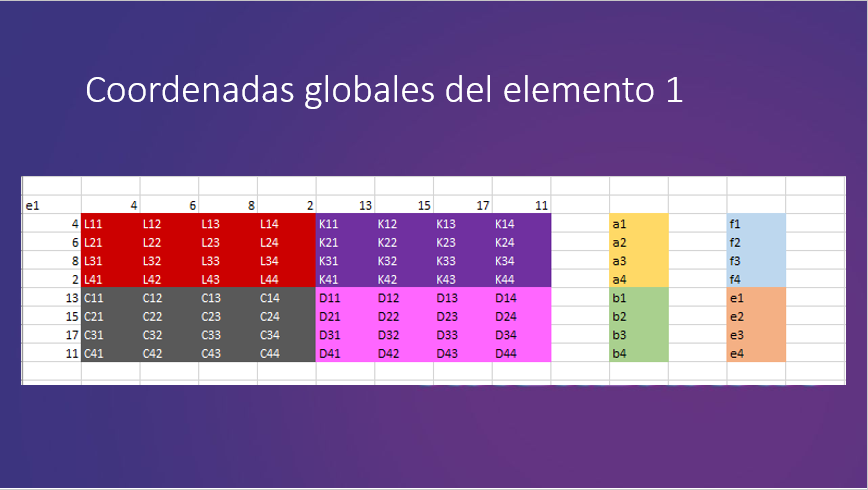 Coordenadas globales del elemento 1
e1 4 6 8 2 13 15 17 11
4 L11 L12 L13 L14 K11 K12 K13 K14 a1 f1
6 L21 L22 L23 L24 K21 K22 K23 K24 a2 f2
8 L31 L32 L33 L34 K31 K32 K33 K34 a3 f3
2 L41 L42 L43 L44 K41 K42 K43 K44 a4 f4
13 C11 C12 C13 C14 D11 D12 D13 D14 b1 e1
15 C21 C22 C23 C24 D21 D22 D23 D24 b2 e2
17 C31 C32 C33 C34 D31 D32 D33 D34 b3 e3
11 C41 C42 C43 C44 D41 D42 D43 D44 b4 e4